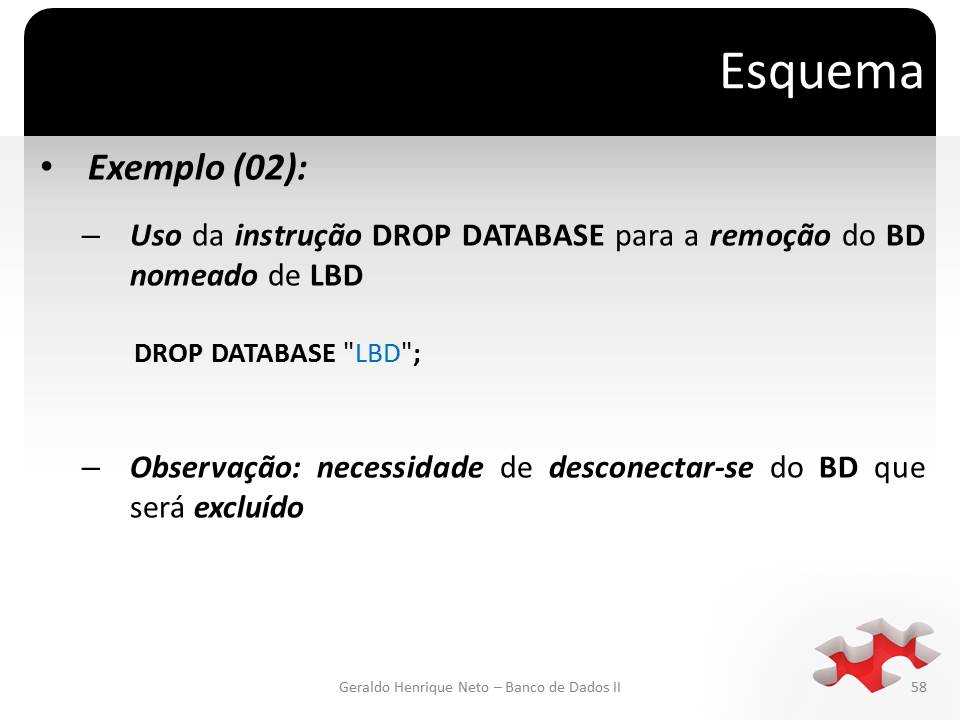 Esquema
• Exemplo (02):
– Uso da instrução DROP DATABASE para a remoção do BD
nomeado de LBD
DROP DATABASE "LBD";
– Observação: necessidade de desconectar-se do BD que
será excluído
Geraldo Henrique Neto – Banco de Dados II
58